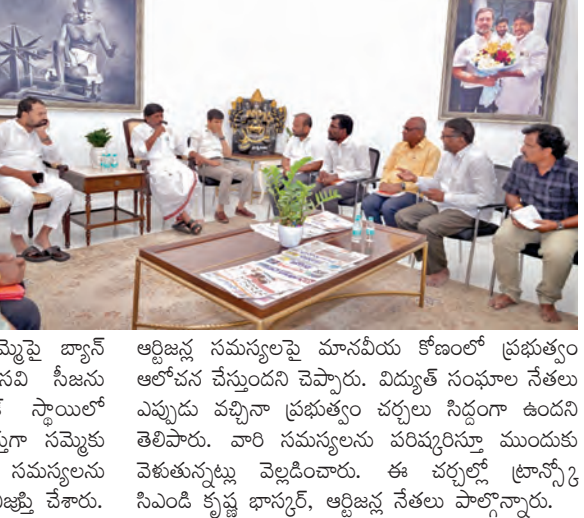 మ్మెపై బ్యాన్
సవి సీజను
స్థాయిలో
్తుగా సమ్మెకు
సమస్యలను
జ్ఞప్తి చేశారు.
ఆర్టిజన్ల సమస్యలపై మానవీయ కోణంలో ప్రభుత్వం
ఆలోచన చేస్తుందని చెప్పారు. విద్యుత్ సంఘాల నేతలు
ఎప్పుడు వచ్చినా ప్రభుత్వం చర్చలు సిద్దంగా ఉందని
తెలిపారు. వారి సమస్యలను పరిష్కరిస్తూ ముందుకు
వెళుతున్నట్లు వెల్లడించారు. ఈ చర్చల్లో ట్రాన్స్కో
సిఎండి కృష్ణ భాస్కర్, ఆర్టిజన్ల నేతలు పాల్గొన్నారు.